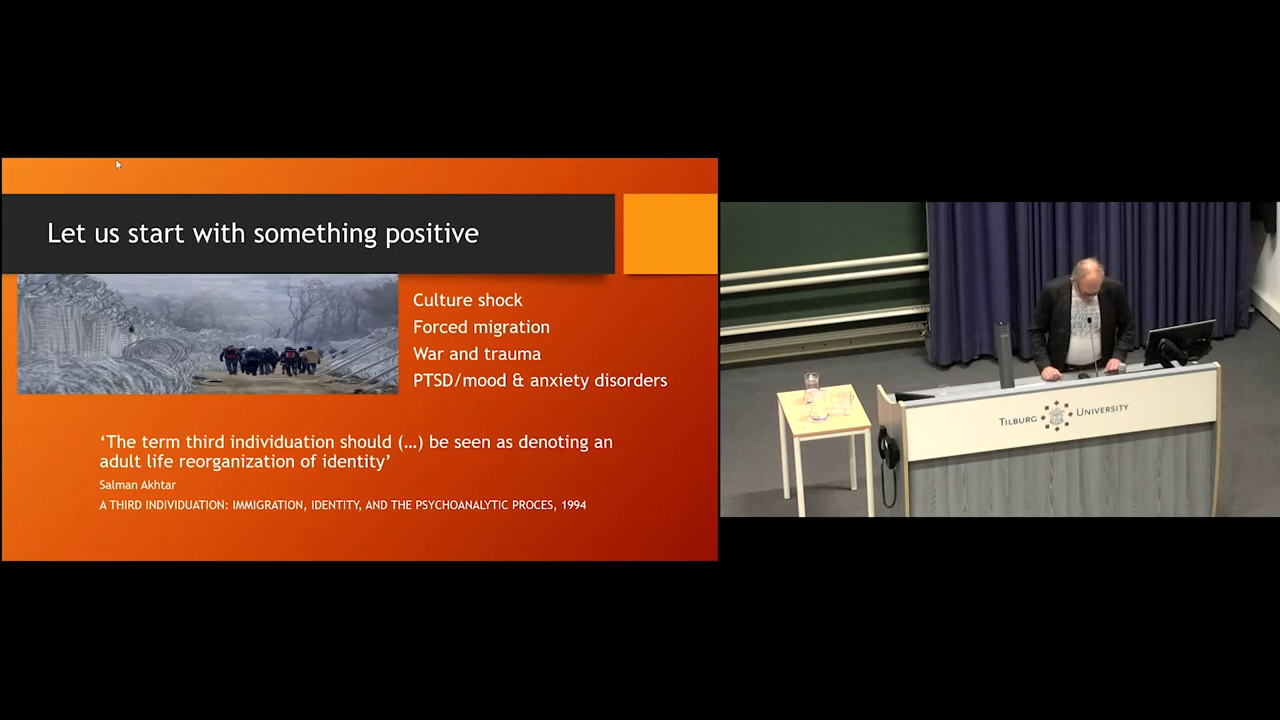 Let us start with something positive
Culture shock
Forced migration
War and trauma
PTSD/mood & anxiety disorders
‘The term third individuation should (…) be seen as denoting an
adult life reorganization of identity’
Salman Akhtar
A THIRD INDIVIDUATION: IMMIGRATION, IDENTITY, AND THE PSYCHOANALYTIC PROCES, 1994
TILBURG UNIVERSITY